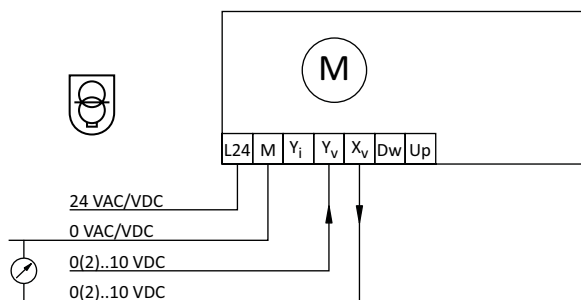 M
L24 M Yi Yv Xv Dw Up
24 VAC/VDC
0 VAC/VDC
0(2)..10 VDC
0(2)..10 VDC